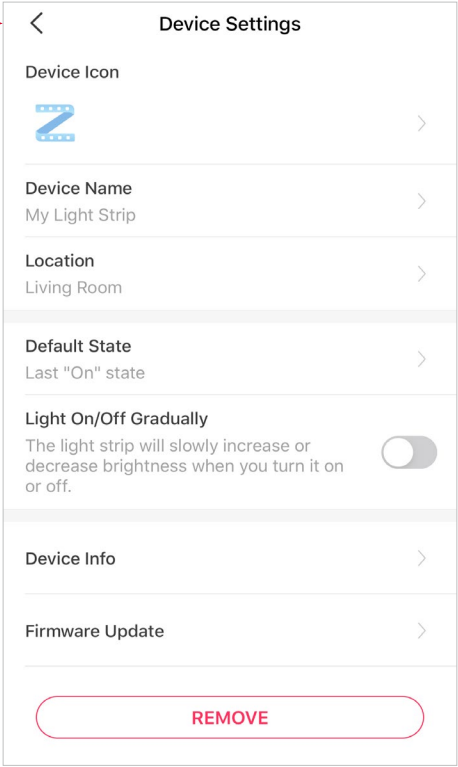 Device Settings
Device Icon
Device Name
My Light Strip
Location
Living Room
Default State
Last "On" state
Light On/Off Gradually
The light strip will slowly increase or
decrease brightness when you turn it on
or off.
Device Info
Firmware Update
REMOVE